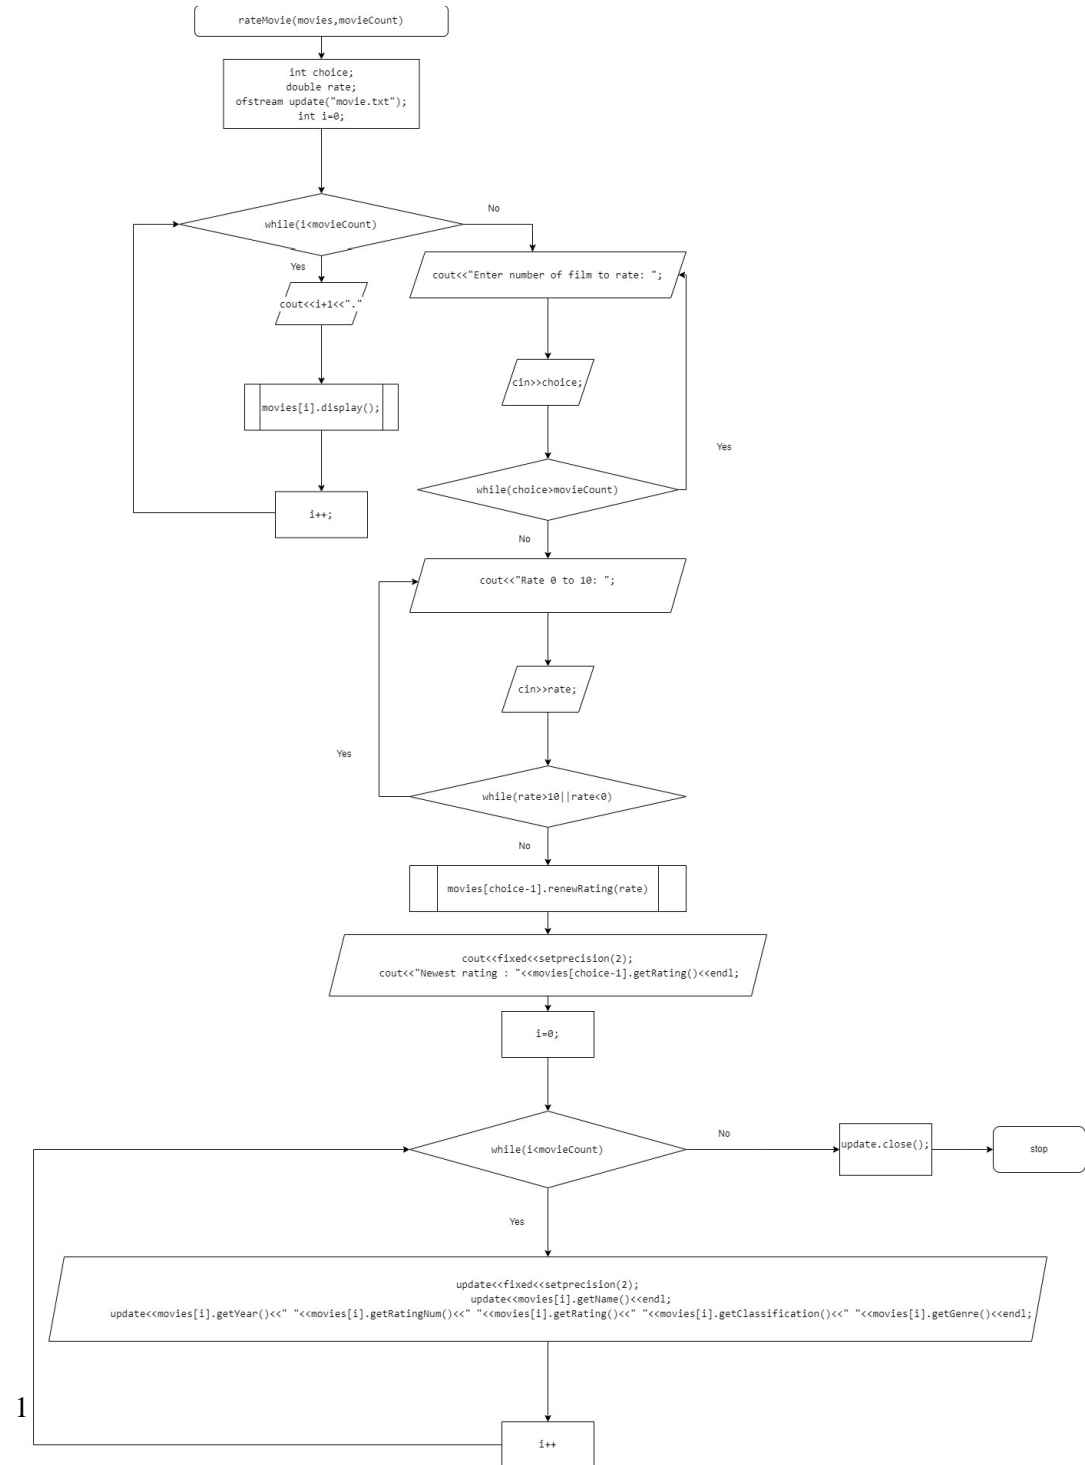 rateMovie(movies,movieCount)
int choice;
double rate;
ofstream update("movie.txt");
int i=0;
while(i<movieCount)
No
Yes
cout<<i+1<<"."
movies[i].display();
i++;
cout<<"Enter number of film to rate: ";
cin>>choice;
Yes
while(choice>movieCount)
No
cout<<"Rate 0 to 10: ";
cin>>rate;
Yes
while(rate>10||rate<0)
No
movies[choice-1].renewRating(rate)
cout<<fixed<<setprecision(2);
cout<<"Newest rating : "<<movies[choice-1].getRating()<<endl;
i=0;
while(i<movieCount)
No
update.close();
stop
Yes
update<<fixed<<setprecision(2);
update<<movies[i].getName()<<endl;
update<<movies[i].getYear()<<" "<<movies[i].getRatingNum()<<" "<<movies[i].getRating()<<" "<<movies[i].getClassification()<<" "<<movies[i].getGenre()<<endl;
1
i++